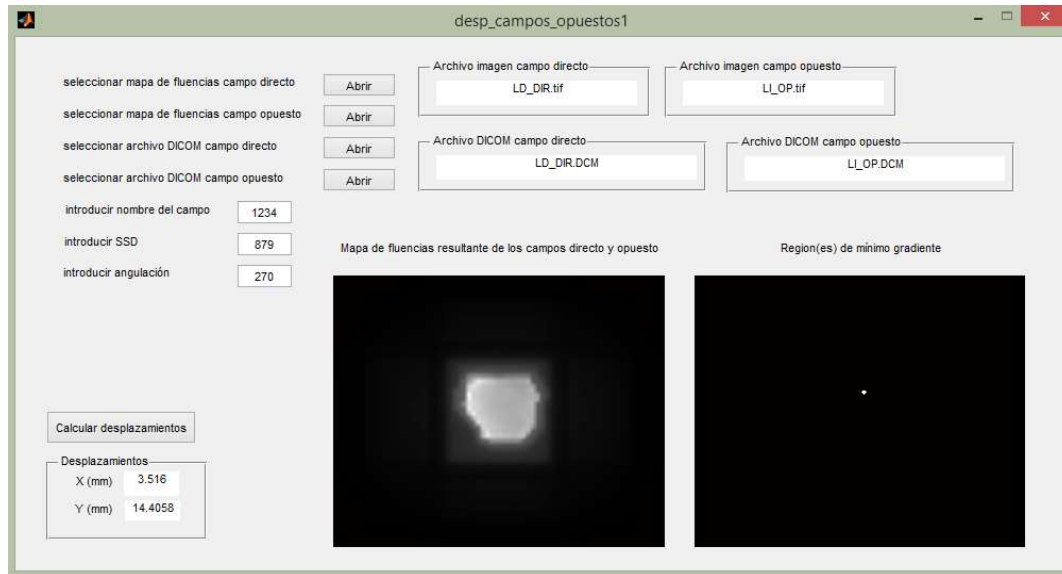 desp_campos_opuestos1
seleccionar mapa de fluencias campo directo
Abrir
Archivo imagen campo directo
LD_DIR.tif
Archivo imagen campo opuesto
LI_OP.tif
seleccionar mapa de fluencias campo opuesto
Abrir
seleccionar archivo DICOM campo directo
Abrir
Archivo DICOM campo directo
LD_DIR.DCM
Archivo DICOM campo opuesto
LI_OP.DCM
seleccionar archivo DICOM campo opuesto
Abrir
introducir nombre del campo
1234
introducir SSD
879
introducir angulación
270
Mapa de fluencias resultante de los campos directo y opuesto
Region(es) de mínimo gradiente
Calcular desplazamientos
Desplazamientos
X (mm)
3.516
Y (mm)
14.4058